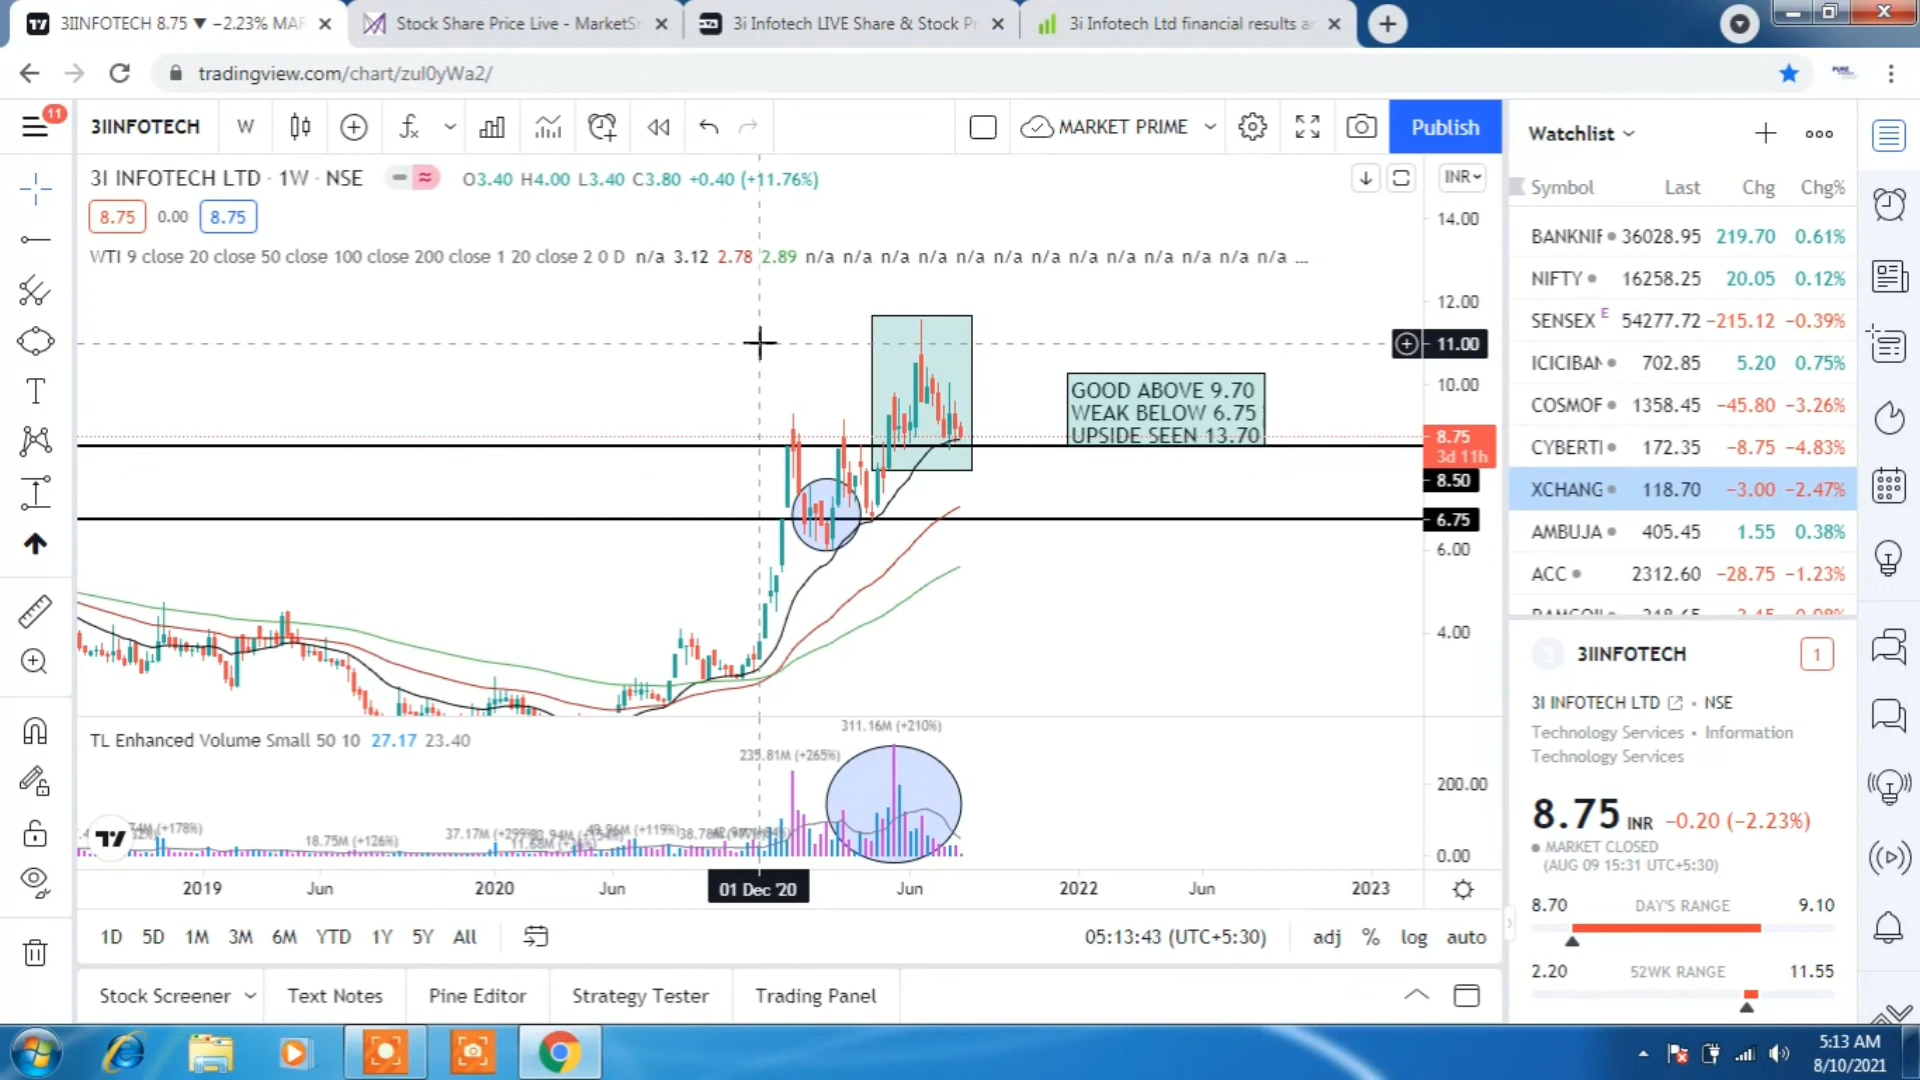 3IINFOTECH 8.75 ▼ −2.23% MAR
Stock Share Price Live - MarketSm
3i Infotech LIVE Share & Stock Pr
3i Infotech Ltd financial results an
tradingview.com/chart/zuI0yWa2/
11
3IINFOTECH W
MARKET PRIME
Publish
3I INFOTECH LTD · 1W · NSE
O3.40 H4.00 L3.40 C3.80 +0.40 (+11.76%)
INR
8.75 0.00 8.75
WTI 9 close 20 close 50 close 100 close 200 close 1 20 close 2 0 D n/a 3.12 2.78 2.89 n/a n/a n/a n/a n/a n/a n/a n/a n/a n/a n/a n/a n/a ...
14.00
12.00
11.00
10.00
8.75
3d 11h
8.50
6.75
6.00
4.00
GOOD ABOVE 9.70
WEAK BELOW 6.75
UPSIDE SEEN 13.70
TL Enhanced Volume Small 50 10 27.17 23.40
311.16M (+210%)
235.81M (+265%)
18.75M (+126%)
200.00
0.00
2019 Jun 2020 Jun 01 Dec '20 Jun 2022 Jun 2023
1D 5D 1M 3M 6M YTD 1Y 5Y All
05:13:43 (UTC+5:30) adj % log auto
Stock Screener Text Notes Pine Editor Strategy Tester Trading Panel
Watchlist
Symbol Last Chg Chg%
BANKNIF 36028.95 219.70 0.61%
NIFTY 16258.25 20.05 0.12%
SENSEX E 54277.72 −215.12 −0.39%
ICICIBAN 702.85 5.20 0.75%
COSMOF 1358.45 −45.80 −3.26%
CYBERTI 172.35 −8.75 −4.83%
XCHANG 118.70 −3.00 −2.47%
AMBUJA 405.45 1.55 0.38%
ACC 2312.60 −28.75 −1.23%
3IINFOTECH 1
3I INFOTECH LTD • NSE
Technology Services • Information
Technology Services
8.75 INR −0.20 (−2.23%)
MARKET CLOSED
(AUG 09 15:31 UTC+5:30)
8.70 DAY'S RANGE 9.10
2.20 52WK RANGE 11.55
5:13 AM
8/10/2021